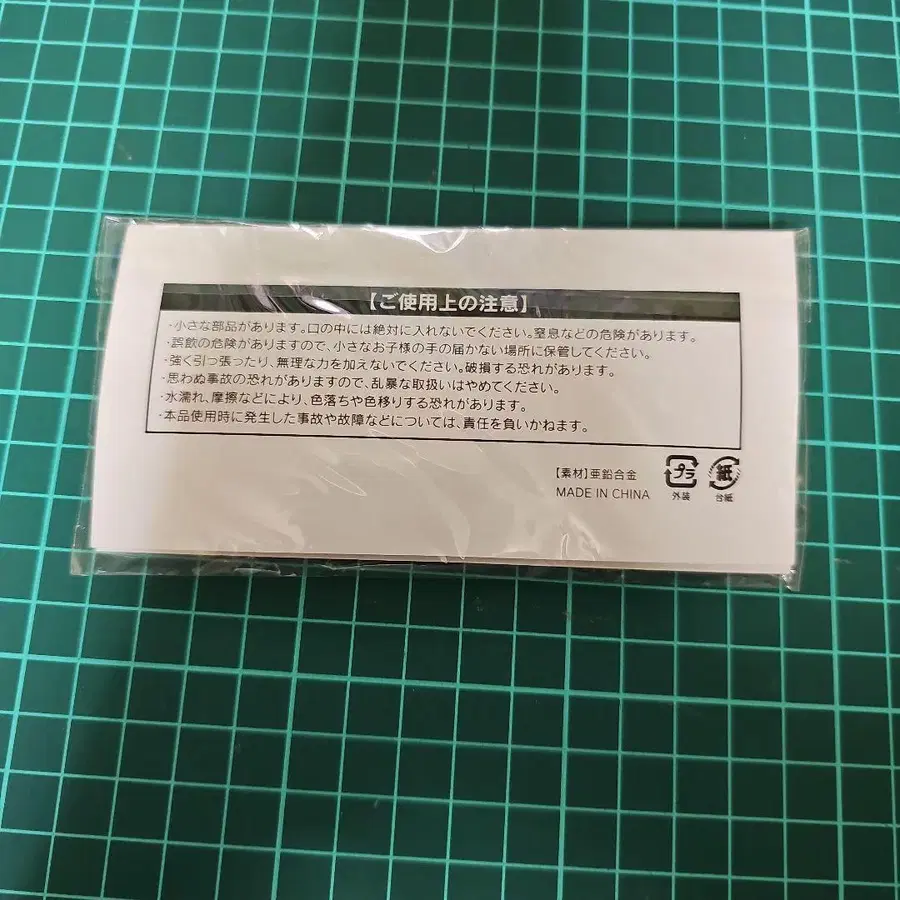 【ご使用上の注意】
・小さな部品があります。口の中には絶対に入れないでください。窒息などの危険があります。
・誤飲の危険がありますので、小さなお子様の手の届かない場所に保管してください。
・強く引っ張ったり、無理な力を加えないでください。破損する恐れがあります。
・思わぬ事故の恐れがありますので、乱暴な取扱いはやめてください。
・水濡れ、摩擦などにより、色落ちや色移りする恐れがあります。
・本品使用時に発生した事故や故障などについては、責任を負いかねます。
【素材】亜鉛合金
MADE IN CHINA
プラ
外装
紙
台紙